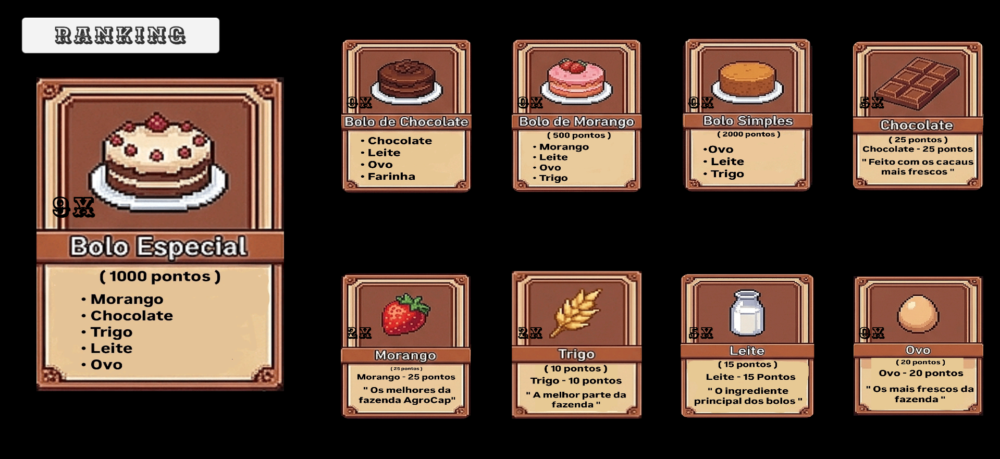 RANKING
9X
Bolo Especial
( 1000 pontos )
• Morango
• Chocolate
• Trigo
• Leite
• Ovo
0X
Bolo de Chocolate
• Chocolate
• Leite
• Ovo
• Farinha
0X
Bolo de Morango
( 500 pontos )
• Morango
• Leite
• Ovo
• Trigo
0X
Bolo Simples
( 2000 pontos )
•Ovo
• Leite
• Trigo
5X
Chocolate
( 25 pontos )
Chocolate - 25 pontos
" Feito com os cacaus
mais frescos "
2X
Morango
( 25 pontos )
Morango - 25 pontos
" Os melhores da
fazenda AgroCap"
2X
Trigo
( 10 pontos )
Trigo - 10 pontos
" A melhor parte da
fazenda "
5X
Leite
( 15 pontos )
Leite - 15 Pontos
" O ingrediente
principal dos bolos "
Ovo
( 20 pontos )
Ovo - 20 pontos
" Os mais frescos da
fazenda "